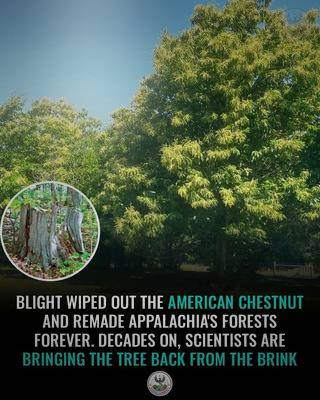 BLIGHT WIPED OUT THE AMERICAN CHESTNUT
AND REMADE APPALACHIA'S FORESTS
FOREVER. DECADES ON, SCIENTISTS ARE
BRINGING THE TREE BACK FROM THE BRINK